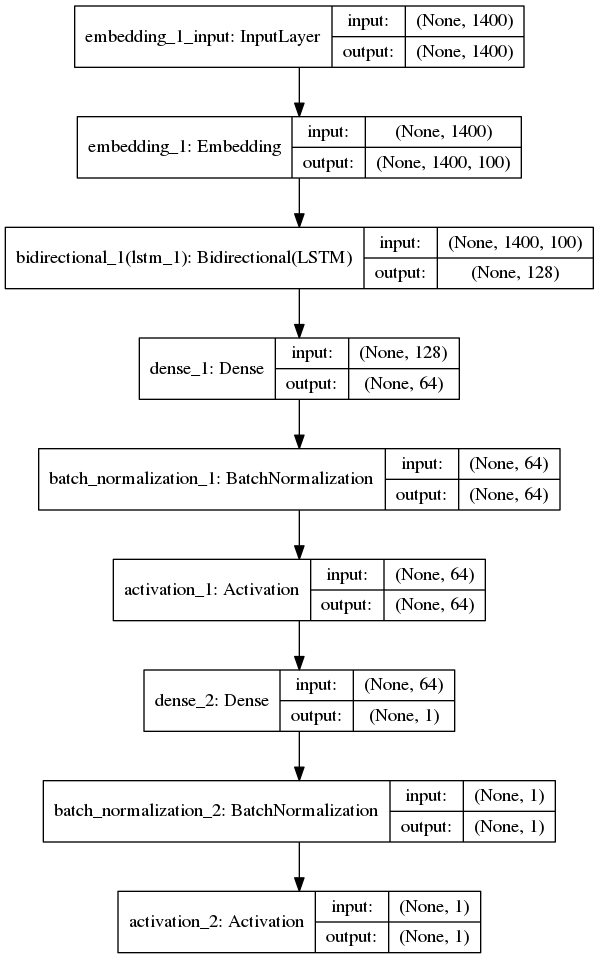 embedding_1_input: InputLayer
input: (None, 1400)
output: (None, 1400)
embedding_1: Embedding
input: (None, 1400)
output: (None, 1400, 100)
bidirectional_1(lstm_1): Bidirectional(LSTM)
input: (None, 1400, 100)
output: (None, 128)
dense_1: Dense
input: (None, 128)
output: (None, 64)
batch_normalization_1: BatchNormalization
input: (None, 64)
output: (None, 64)
activation_1: Activation
input: (None, 64)
output: (None, 64)
dense_2: Dense
input: (None, 64)
output: (None, 1)
batch_normalization_2: BatchNormalization
input: (None, 1)
output: (None, 1)
activation_2: Activation
input: (None, 1)
output: (None, 1)